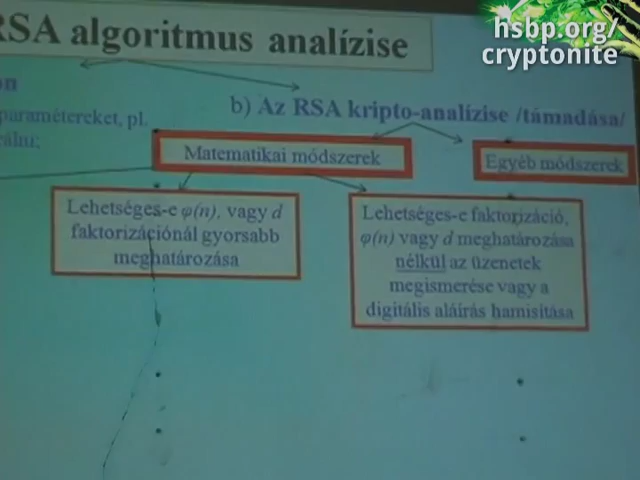 RSA algoritmus analízise
hsbp.org/
cryptonite
paramétereket, pl.
b) Az RSA kripto-analízise /támadása/
Matematikai módszerek
Egyéb módszerek
Lehetséges-e φ(n), vagy d
faktorizációnál gyorsabb
meghatározása
Lehetséges-e faktorizáció,
φ(n) vagy d meghatározása
nélkül az üzenetek
megismerése vagy a
digitális aláírás hamisítása